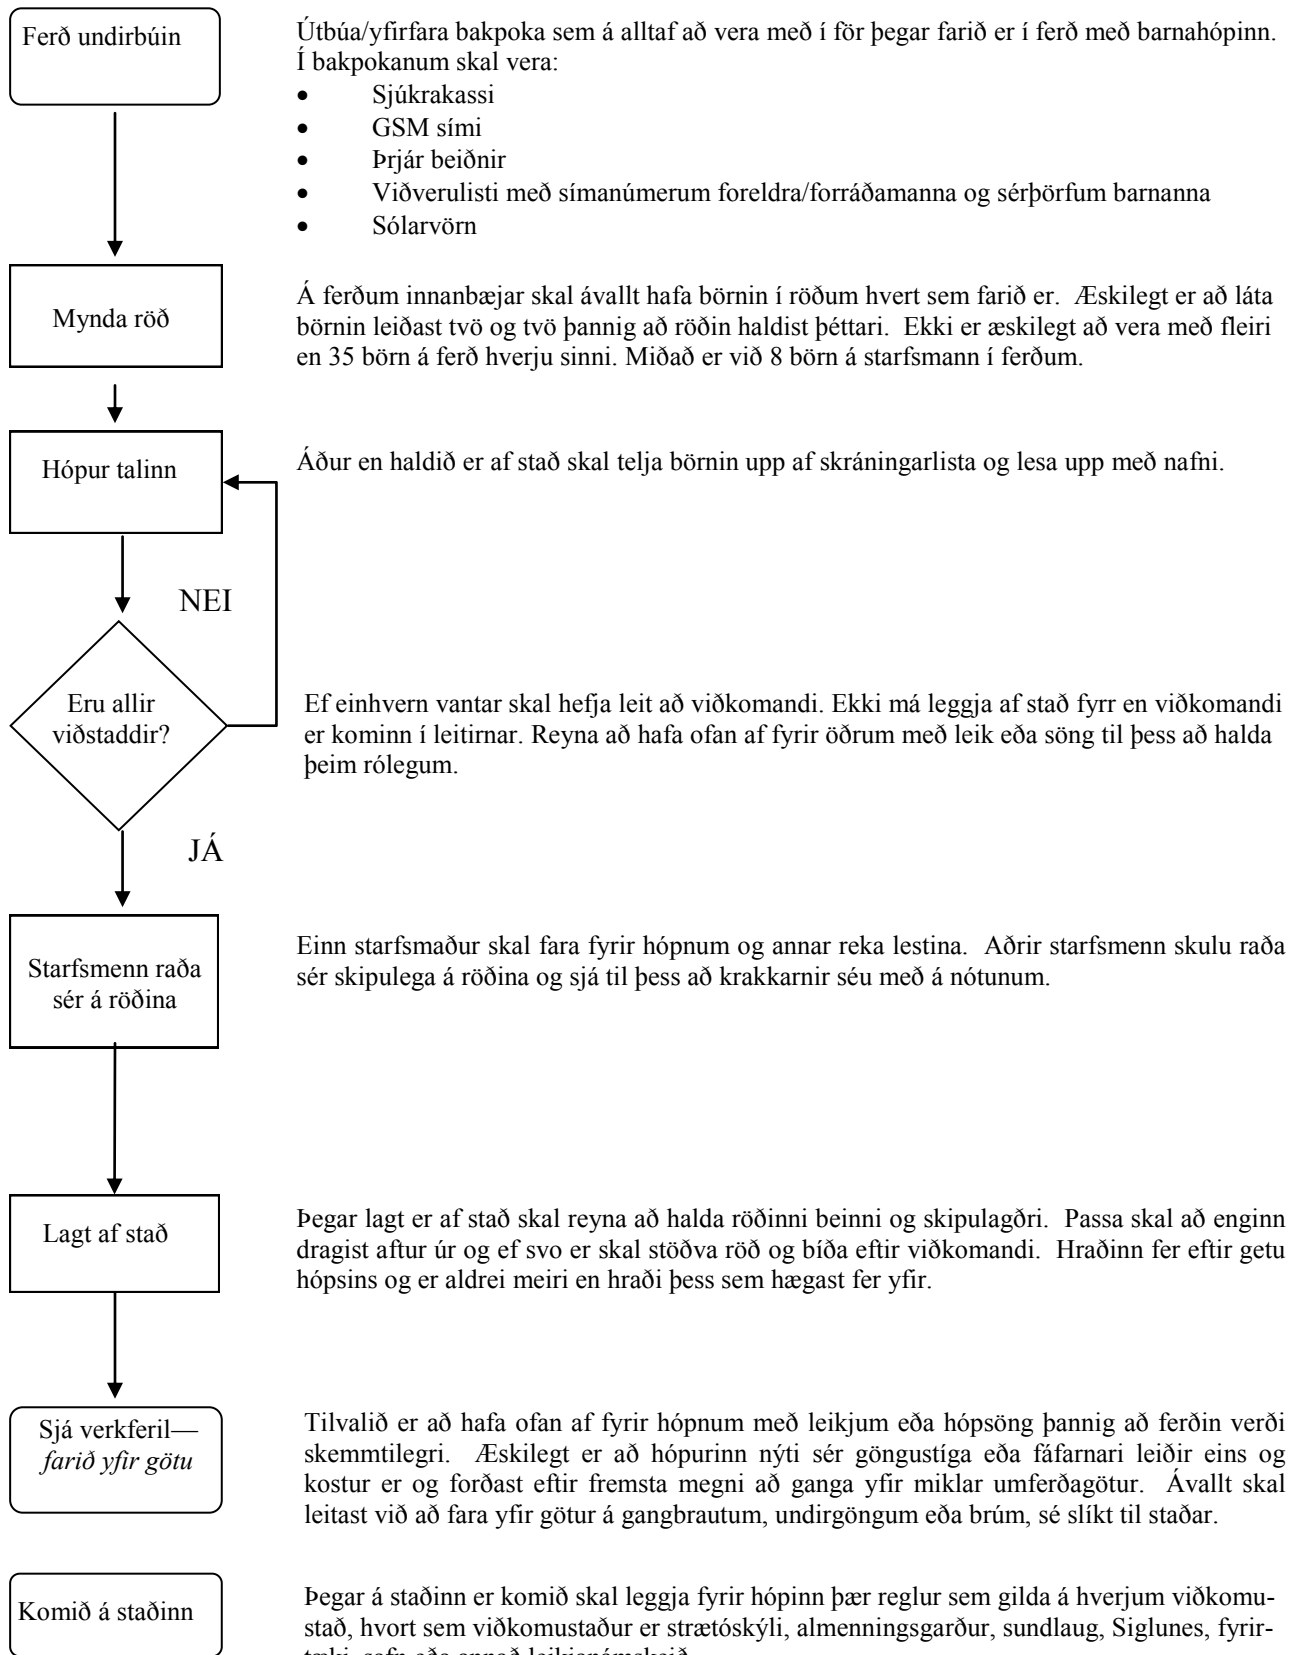 Ferð undirbúin
Útbúa/yfirfara bakpoka sem á alltaf að vera með í för þegar farið er í ferð með barnahópinn.
Í bakpokanum skal vera:
• Sjúkrakassi
• GSM sími
• Þrjár beiðnir
• Viðverulisti með símanúmerum foreldra/forráðamanna og sérþörfum barnanna
• Sólarvörn
Mynda röð
Á ferðum innanbæjar skal ávallt hafa börnin í röðum hvert sem farið er. Æskilegt er að láta
börnin leiðast tvö og tvö þannig að röðin haldist þéttari. Ekki er æskilegt að vera með fleiri
en 35 börn á ferð hverju sinni. Miðað er við 8 börn á starfsmann í ferðum.
Hópur talinn
Áður en haldið er af stað skal telja börnin upp af skráningarlista og lesa upp með nafni.
NEI
Eru allir
viðstaddir?
Ef einhvern vantar skal hefja leit að viðkomandi. Ekki má leggja af stað fyrr en viðkomandi
er kominn í leitirnar. Reyna að hafa ofan af fyrir öðrum með leik eða söng til þess að halda
þeim rólegum.
JÁ
Starfsmenn raða
sér á röðina
Einn starfsmaður skal fara fyrir hópnum og annar reka lestina. Aðrir starfsmenn skulu raða
sér skipulega á röðina og sjá til þess að krakkarnir séu með á nótunum.
Lagt af stað
Þegar lagt er af stað skal reyna að halda röðinni beinni og skipulagðri. Passa skal að enginn
dragist aftur úr og ef svo er skal stöðva röð og bíða eftir viðkomandi. Hraðinn fer eftir getu
hópsins og er aldrei meiri en hraði þess sem hægast fer yfir.
Sjá verkferil—
farið yfir götu
Tilvalið er að hafa ofan af fyrir hópnum með leikjum eða hópsöng þannig að ferðin verði
skemmtilegri. Æskilegt er að hópurinn nýti sér göngustíga eða fáfarnari leiðir eins og
kostur er og forðast eftir fremsta megni að ganga yfir miklar umferðagötur. Ávallt skal
leitast við að fara yfir götur á gangbrautum, undirgöngum eða brúm, sé slíkt til staðar.
Komið á staðinn
Þegar á staðinn er komið skal leggja fyrir hópinn þær reglur sem gilda á hverjum viðkomu-
stað, hvort sem viðkomustaður er strætóskýli, almenningsgarður, sundlaug, Siglunes, fyrir-